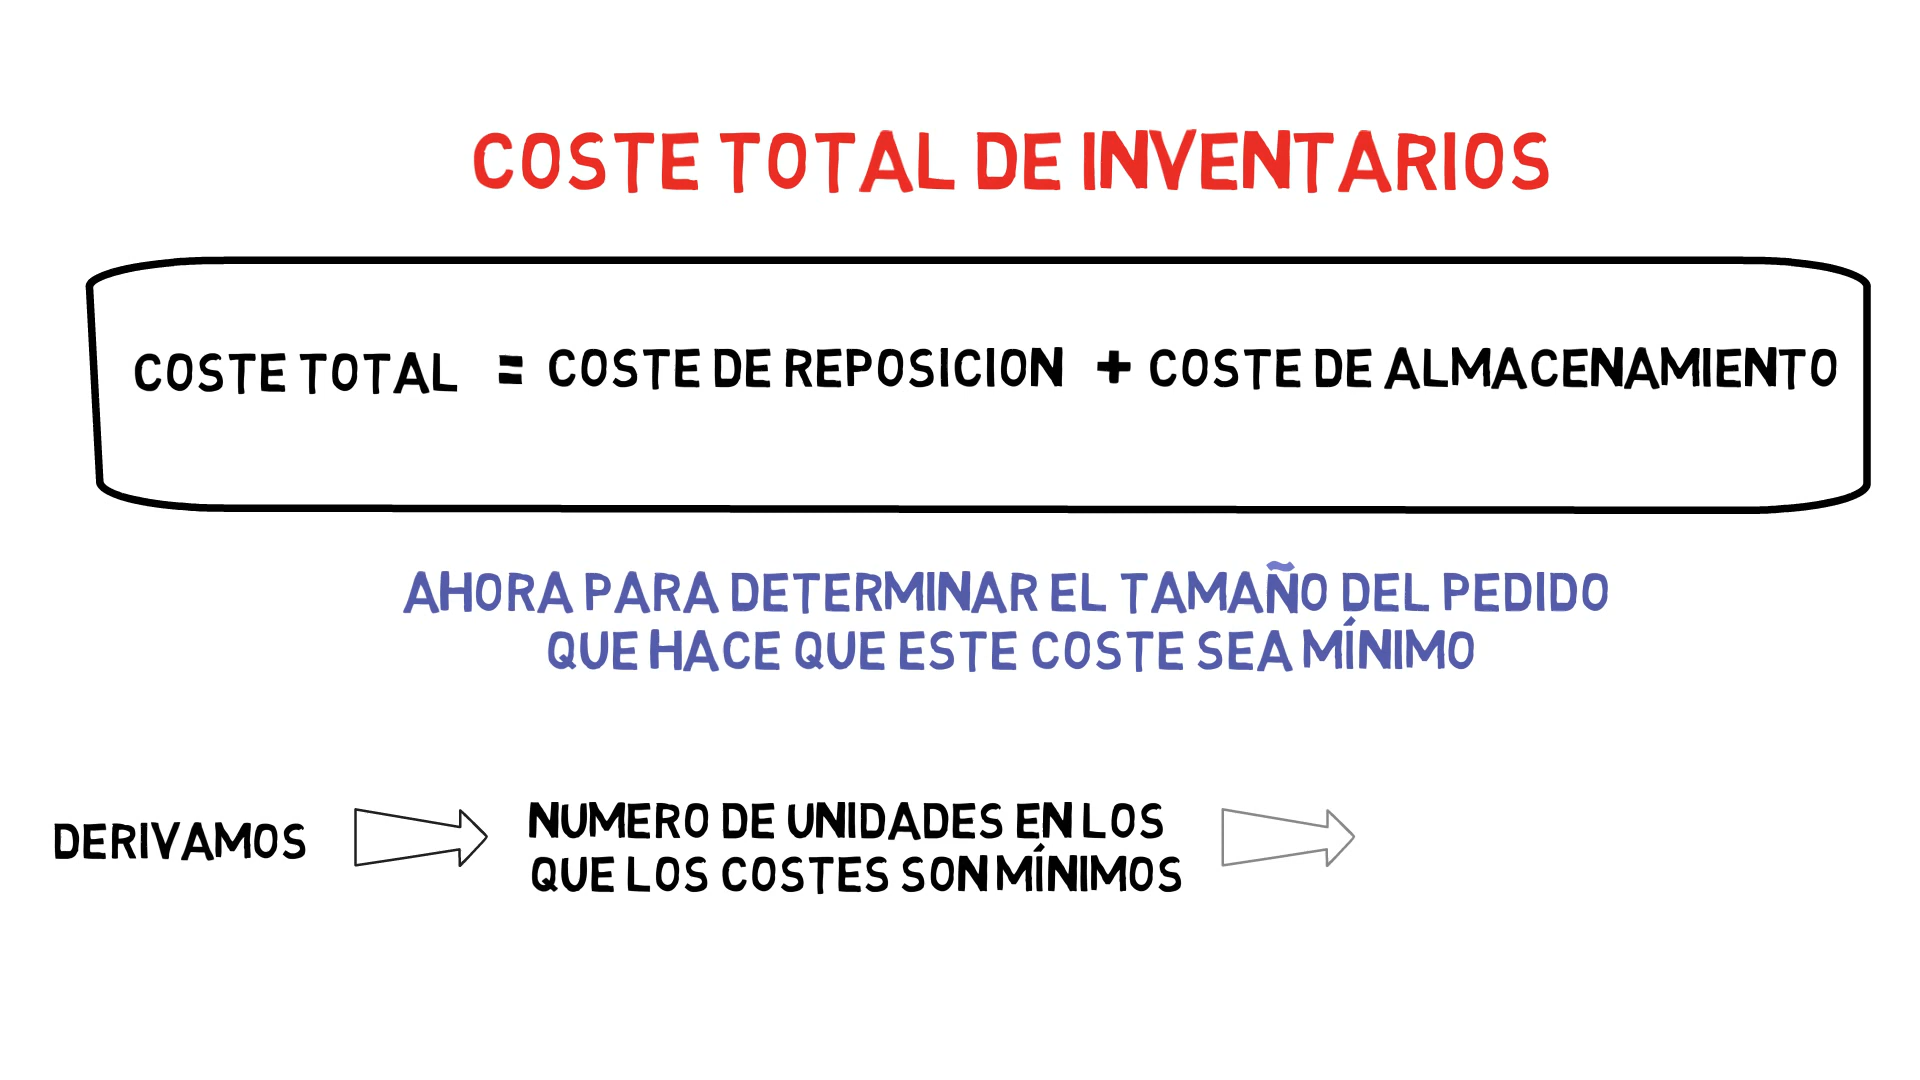 COSTE TOTAL DE INVENTARIOS
COSTE TOTAL = COSTE DE REPOSICION + COSTE DE ALMACENAMIENTO
AHORA PARA DETERMINAR EL TAMAÑO DEL PEDIDO
QUE HACE QUE ESTE COSTE SEA MÍNIMO
DERIVAMOS
NUMERO DE UNIDADES EN LOS
QUE LOS COSTES SON MÍNIMOS